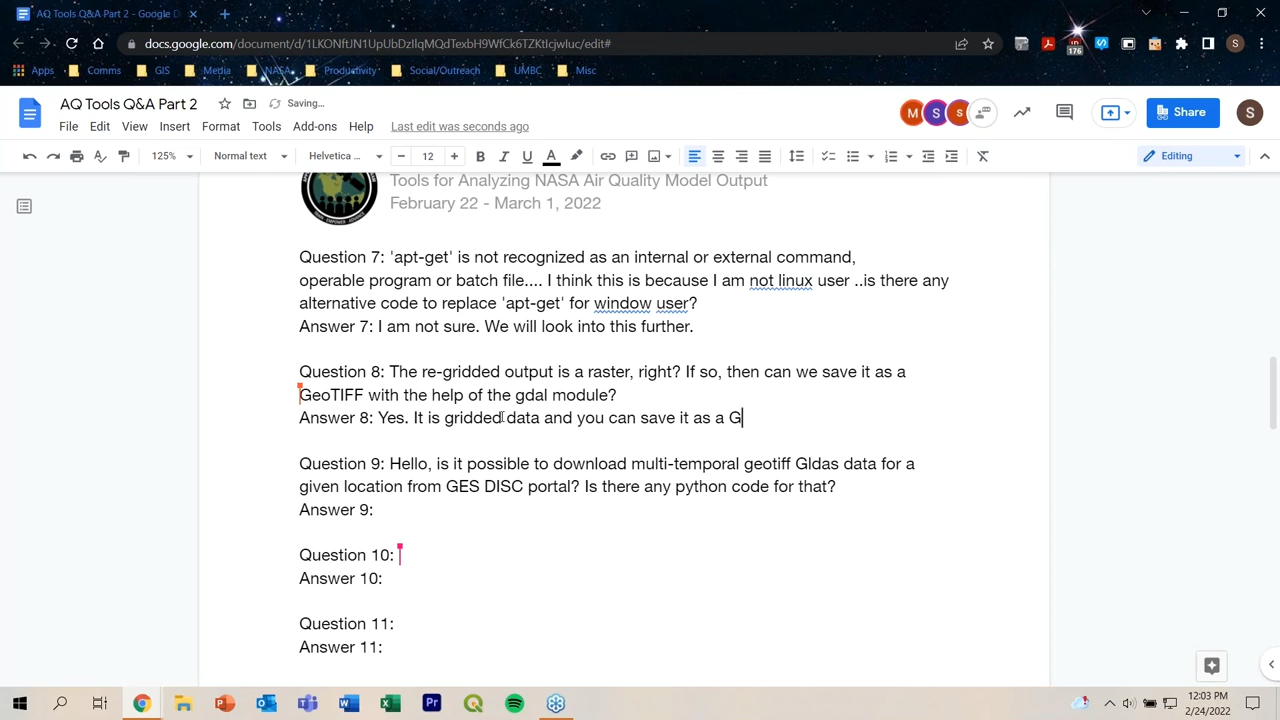 AQ Tools Q&A Part 2 - Google D
docs.google.com/document/d/1LKONftJN1UpUbDzIlqMQdTexbH9WfCk6TZKtIcjwIuc/edit#
176
S
Apps Comms GIS Media NASA Productivity Social/Outreach UMBC Misc
AQ Tools Q&A Part 2 Saving...
M S S Share S
File Edit View Insert Format Tools Add-ons Help Last edit was seconds ago
125% Normal text Helvetica ... 12 B I U A Editing
Tools for Analyzing NASA Air Quality Model Output
February 22 - March 1, 2022
Question 7: 'apt-get' is not recognized as an internal or external command,
operable program or batch file.... I think this is because I am not linux user ..is there any
alternative code to replace 'apt-get' for window user?
Answer 7: I am not sure. We will look into this further.
Question 8: The re-gridded output is a raster, right? If so, then can we save it as a
GeoTIFF with the help of the gdal module?
Answer 8: Yes. It is gridded data and you can save it as a G
Question 9: Hello, is it possible to download multi-temporal geotiff Gldas data for a
given location from GES DISC portal? Is there any python code for that?
Answer 9:
Question 10:
Answer 10:
Question 11:
Answer 11:
12:03 PM
2/24/2022